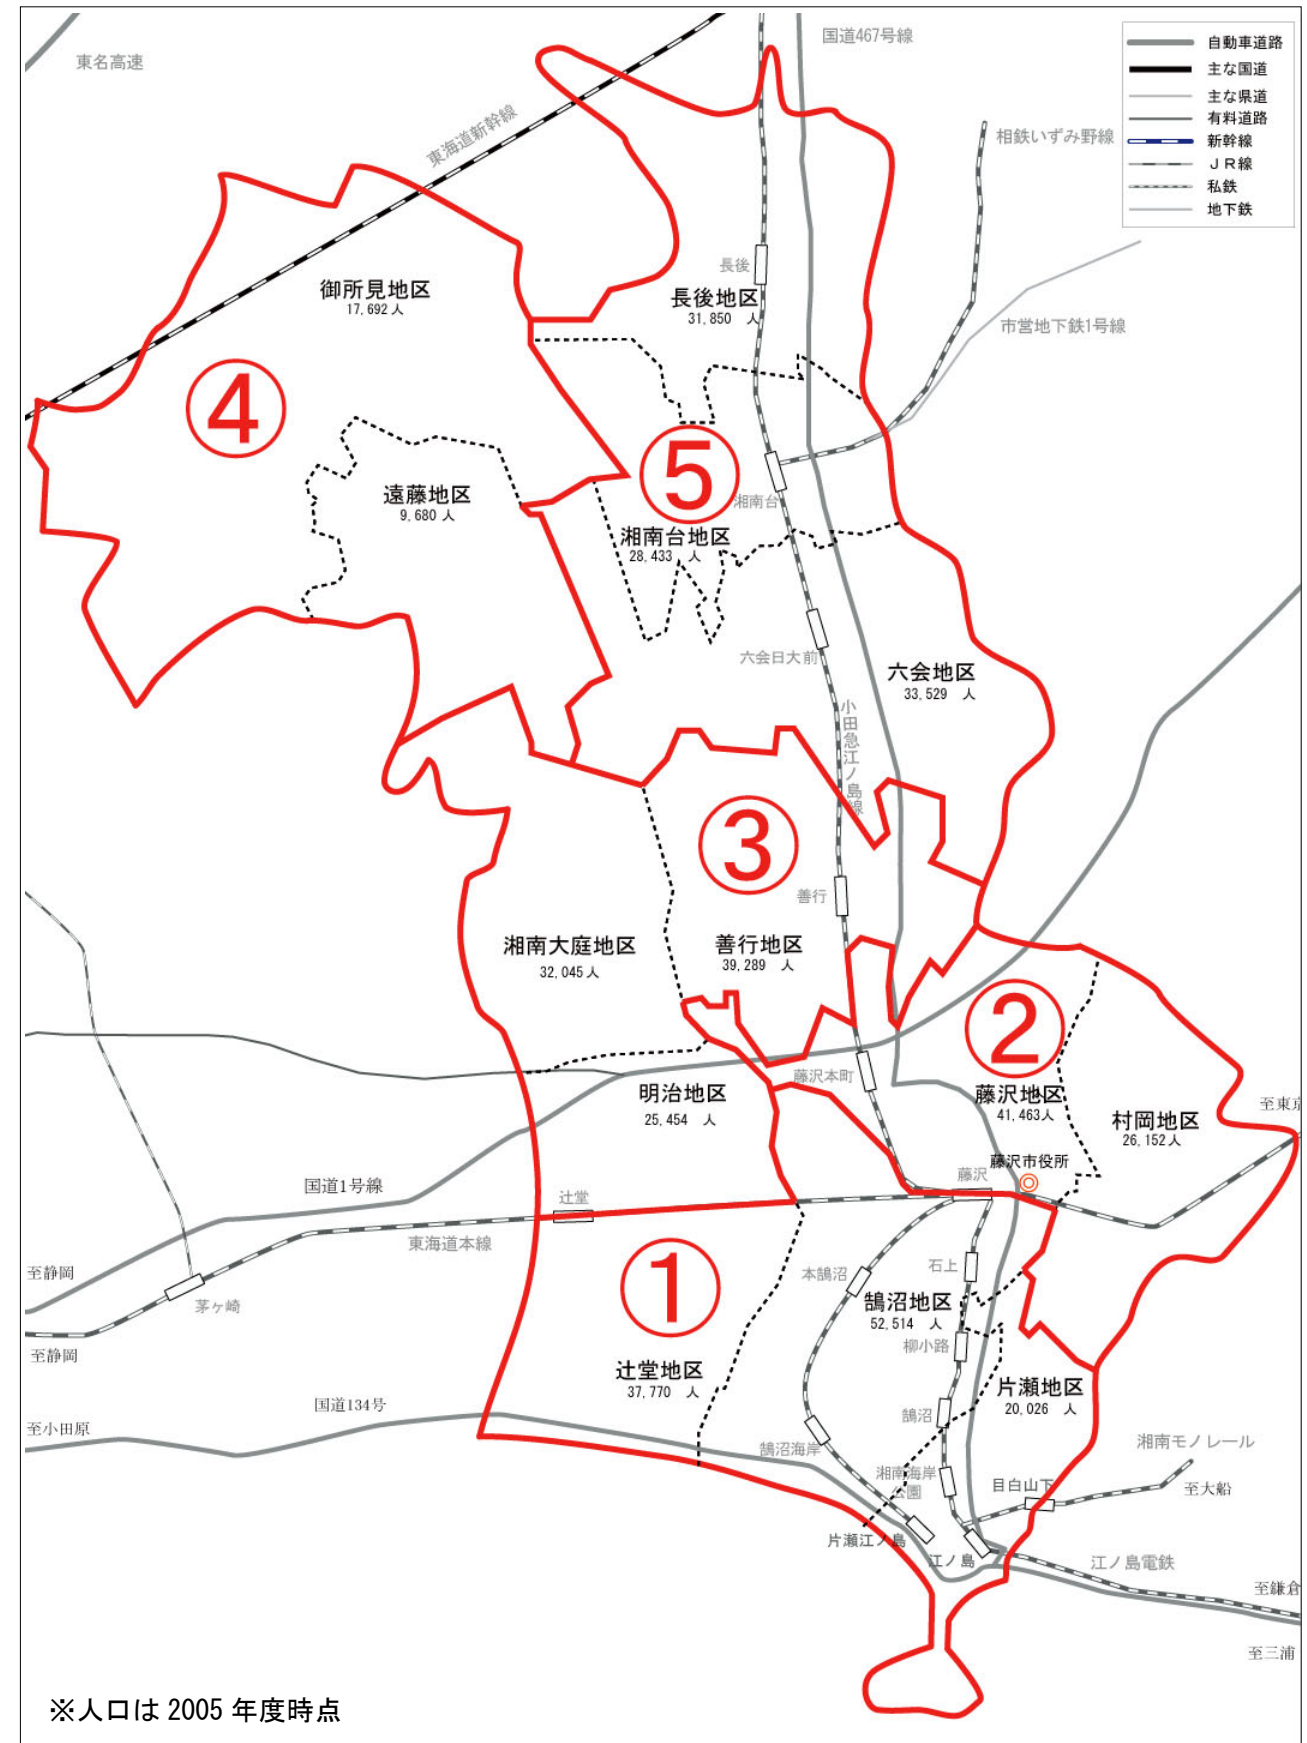 国道467号線
東名高速
自動車道路
主な国道
主な県道
有料道路
新幹線
ＪＲ線
私鉄
地下鉄
東海道新幹線
相鉄いずみ野線
長後
御所見地区
17,692人
長後地区
31,850 人
市営地下鉄1号線
④
⑤
遠藤地区
9,680人
湘南台
湘南台地区
28,433 人
六会日大前
六会地区
33,529 人
小田急江ノ島線
③
善行
湘南大庭地区
32,045人
善行地区
39,289 人
②
藤沢本町
明治地区
25,454 人
藤沢地区
41,463人
村岡地区
26,152人
至東京
藤沢市役所
藤沢
国道1号線
辻堂
東海道本線
至静岡
茅ヶ崎
至静岡
①
本鵠沼
石上
鵠沼地区
52,514 人
柳小路
辻堂地区
37,770 人
片瀬地区
20,026 人
国道134号
至小田原
鵠沼
鵠沼海岸
湘南海岸
公園
湘南モノレール
目白山下
至大船
片瀬江ノ島
江ノ島
江ノ島電鉄
至鎌倉
至三浦
※人口は 2005 年度時点